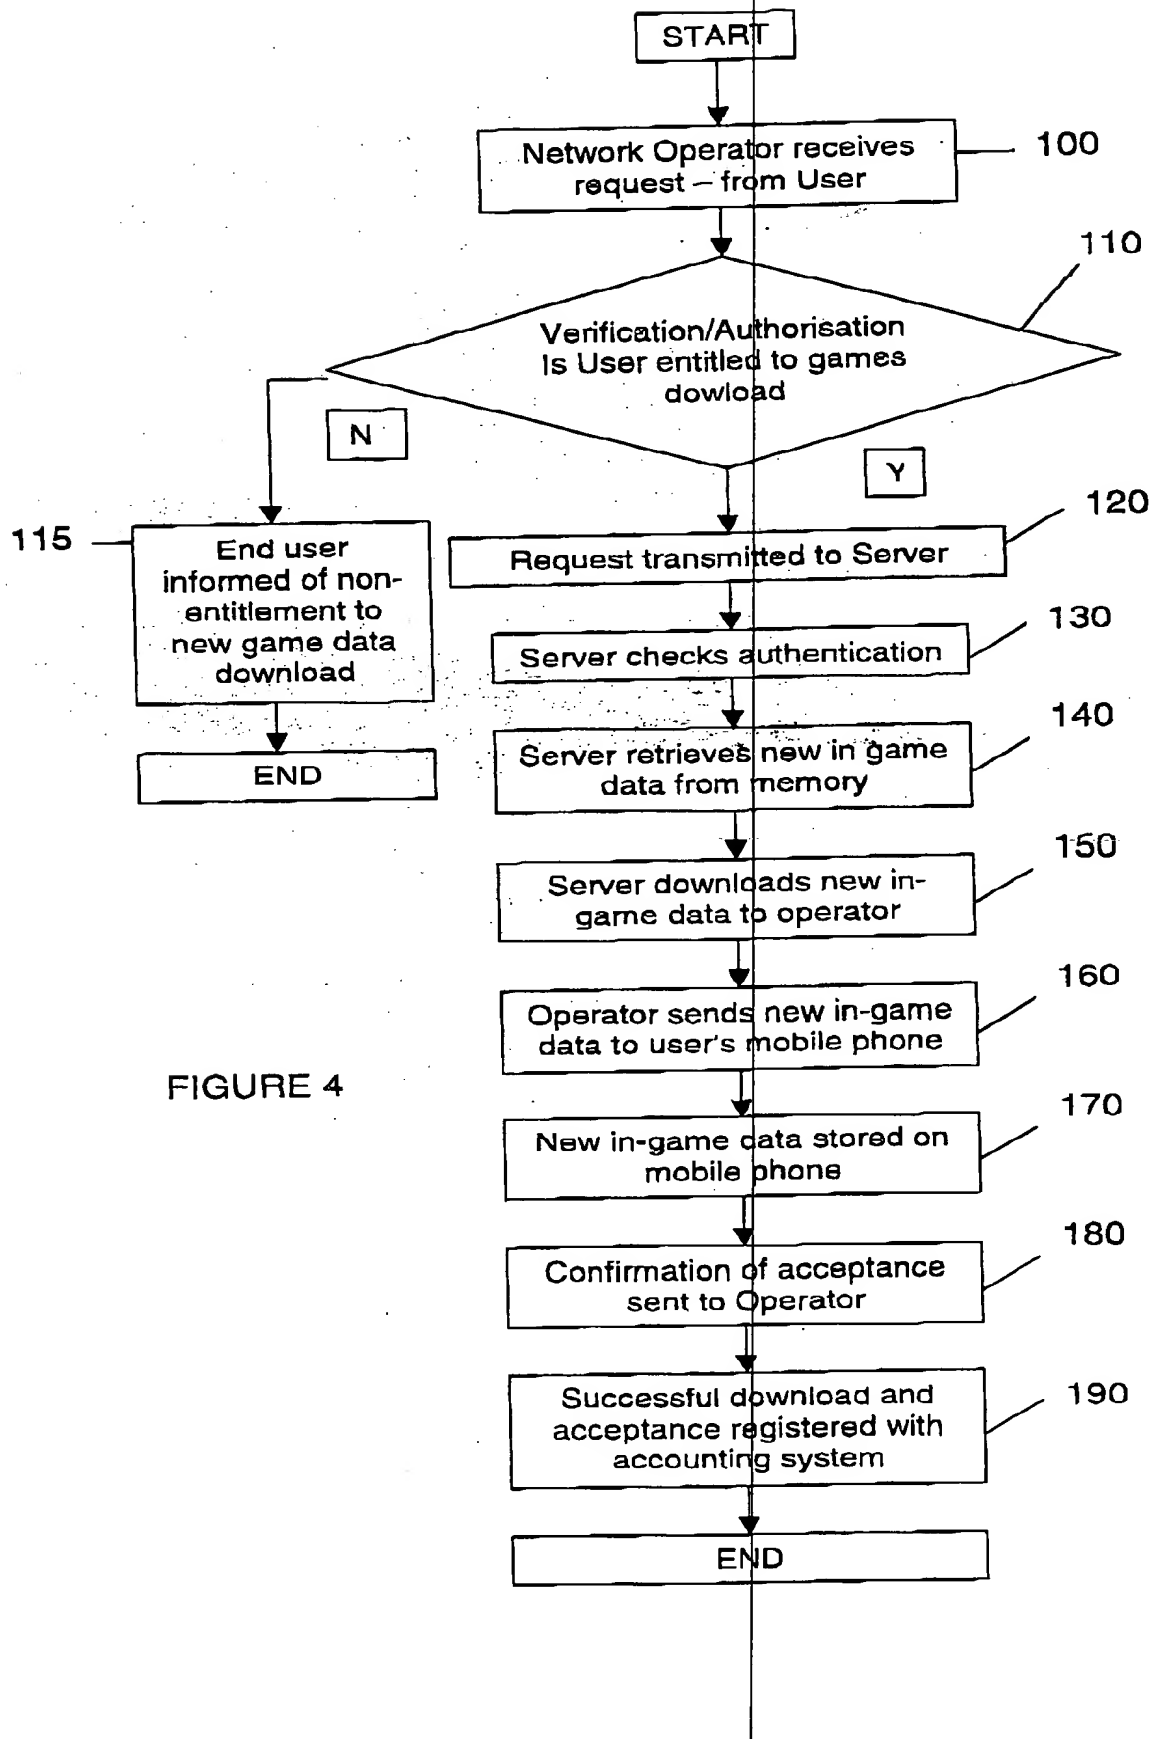 START
Network Operator receives
request – from User
100
110
Verification/Authorisation
Is User entitled to games
dowload
N
Y
115
End user
informed of non-
entitlement to
new game data
download
END
120
Request transmitted to Server
130
Server checks authentication
140
Server retrieves new in game
data from memory
150
Server downloads new in-
game data to operator
160
Operator sends new in-game
data to user's mobile phone
FIGURE 4
170
New in-game data stored on
mobile phone
180
Confirmation of acceptance
sent to Operator
190
Successful download and
acceptance registered with
accounting system
END